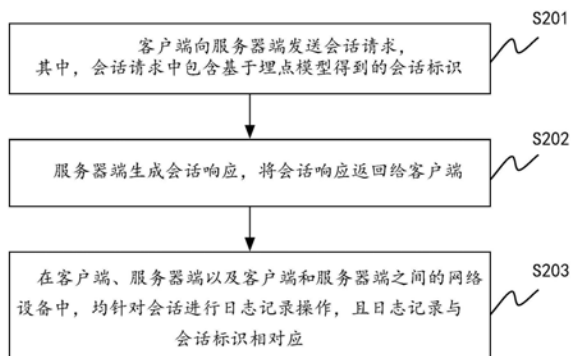 S201
客户端向服务器端发送会话请求,
其中，会话请求中包含基于埋点模型得到的会话标识
S202
服务器端生成会话响应，将会话响应返回给客户端
S203
在客户端、服务器端以及客户端和服务器端之间的网络
设备中，均针对会话进行日志记录操作，且日志记录与
会话标识相对应